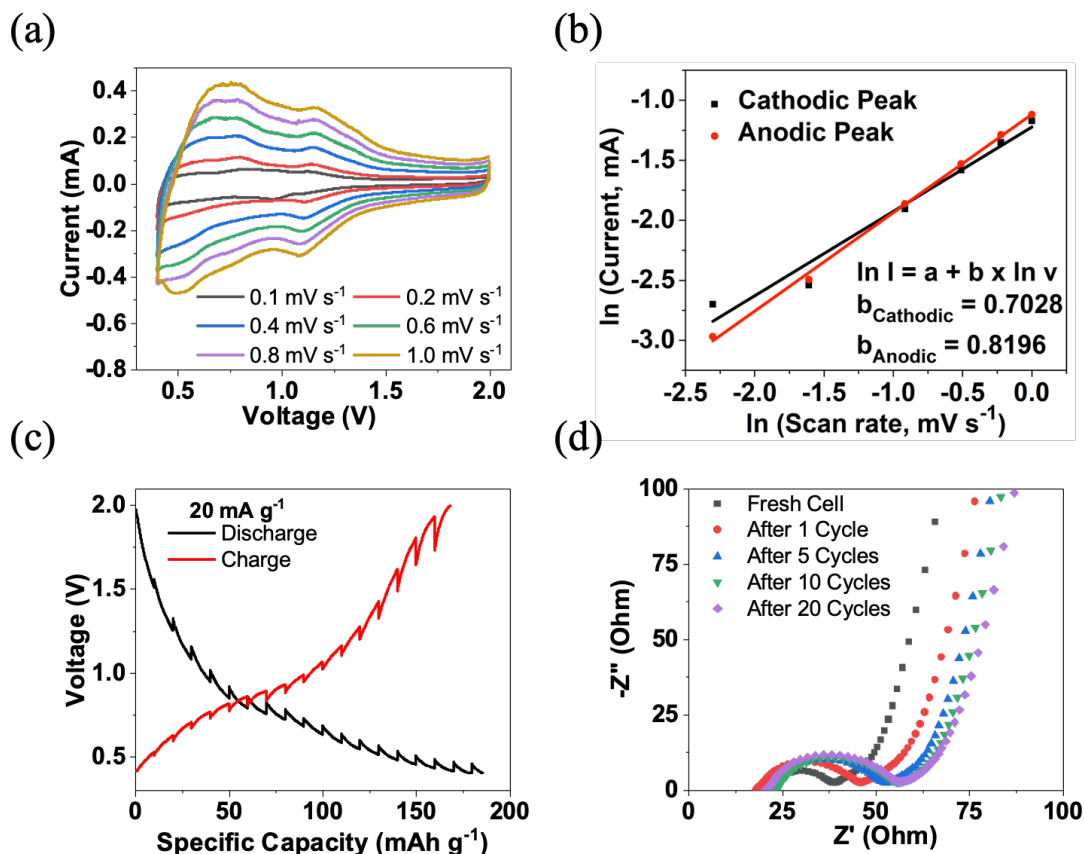 (a)
0.4
0.2
0.0
-0.2
-0.4
-0.6
-0.8
Current (mA)
0.1 mV s⁻¹
0.2 mV s⁻¹
0.4 mV s⁻¹
0.6 mV s⁻¹
0.8 mV s⁻¹
1.0 mV s⁻¹
0.5
1.0
1.5
2.0
Voltage (V)
(b)
-1.0
-1.5
-2.0
-2.5
-3.0
ln (Current, mA)
Cathodic Peak
Anodic Peak
ln I = a + b x ln v
b_Cathodic = 0.7028
b_Anodic = 0.8196
-2.5
-2.0
-1.5
-1.0
-0.5
0.0
ln (Scan rate, mV s⁻¹)
(c)
2.0
1.5
1.0
0.5
Voltage (V)
20 mA g⁻¹
Discharge
Charge
0
50
100
150
200
Specific Capacity (mAh g⁻¹)
(d)
100
75
50
25
0
-Z" (Ohm)
Fresh Cell
After 1 Cycle
After 5 Cycles
After 10 Cycles
After 20 Cycles
0
25
50
75
100
Z' (Ohm)